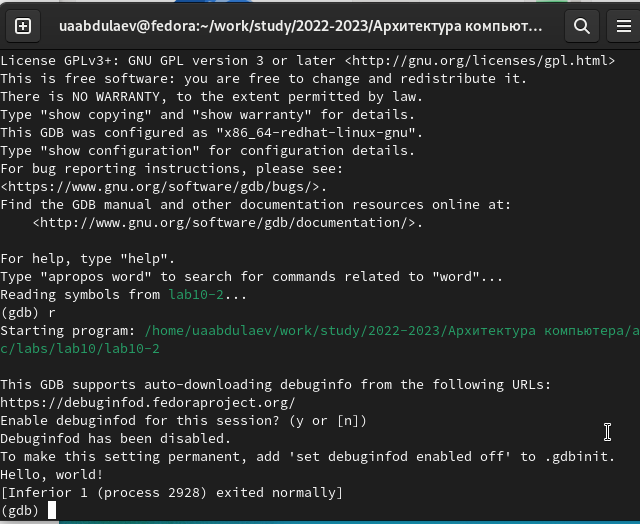 uaabdulaev@fedora:~/work/study/2022-2023/Архитектура компьют...
License GPLv3+: GNU GPL version 3 or later <http://gnu.org/licenses/gpl.html>
This is free software: you are free to change and redistribute it.
There is NO WARRANTY, to the extent permitted by law.
Type "show copying" and "show warranty" for details.
This GDB was configured as "x86_64-redhat-linux-gnu".
Type "show configuration" for configuration details.
For bug reporting instructions, please see:
<https://www.gnu.org/software/gdb/bugs/>.
Find the GDB manual and other documentation resources online at:
    <http://www.gnu.org/software/gdb/documentation/>.
For help, type "help".
Type "apropos word" to search for commands related to "word"...
Reading symbols from lab10-2...
(gdb) r
Starting program: /home/uaabdulaev/work/study/2022-2023/Архитектура компьютера/a
c/labs/lab10/lab10-2
This GDB supports auto-downloading debuginfo from the following URLs:
https://debuginfod.fedoraproject.org/
Enable debuginfod for this session? (y or [n])
Debuginfod has been disabled.
To make this setting permanent, add 'set debuginfod enabled off' to .gdbinit.
Hello, world!
[Inferior 1 (process 2928) exited normally]
(gdb)